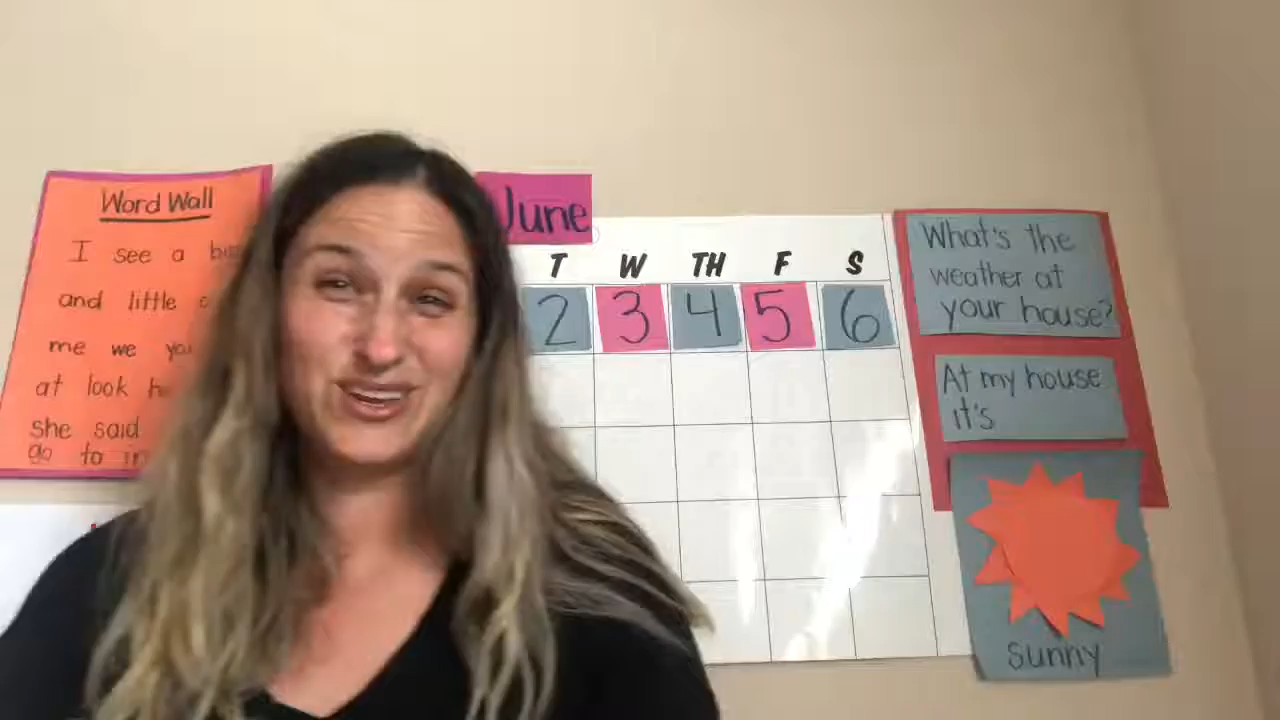 Word Wall
I see a
and little
me we
at look
she said
go to in
June
T W TH F S
2 3 4 5 6
What's the
weather at
your house?
At my house
it's
sunny